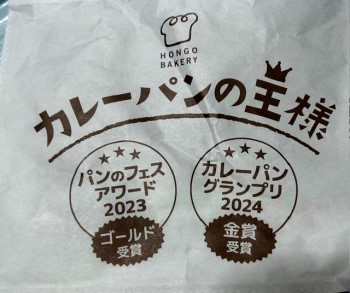 HONGO
BAKERY
カレーパンの王様
パンのフェス
アワード
2023
ゴールド
受賞
カレーパン
グランプリ
2024
金賞
受賞